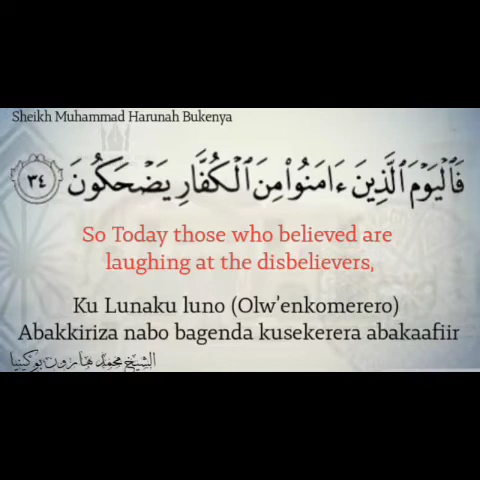 Sheikh Muhammad Harunah Bukenya
فَٱلۡيَوۡمَ ٱلَّذِينَ ءَامَنُواْ مِنَ ٱلۡكُفَّارِ يَضۡحَكُونَ ٣٤
So Today those who believed are
laughing at the disbelievers,
Ku Lunaku luno (Olw'enkomerero)
Abakkiriza nabo bagenda kusekerera abakaafiir
الشيخ محمد هارون بوكينيا